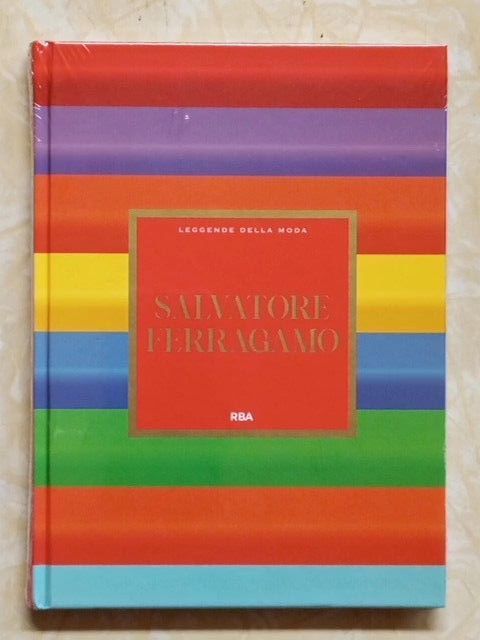 LEGGENDE DELLA MODA
SALVATORE
FERRAGAMO
RBA